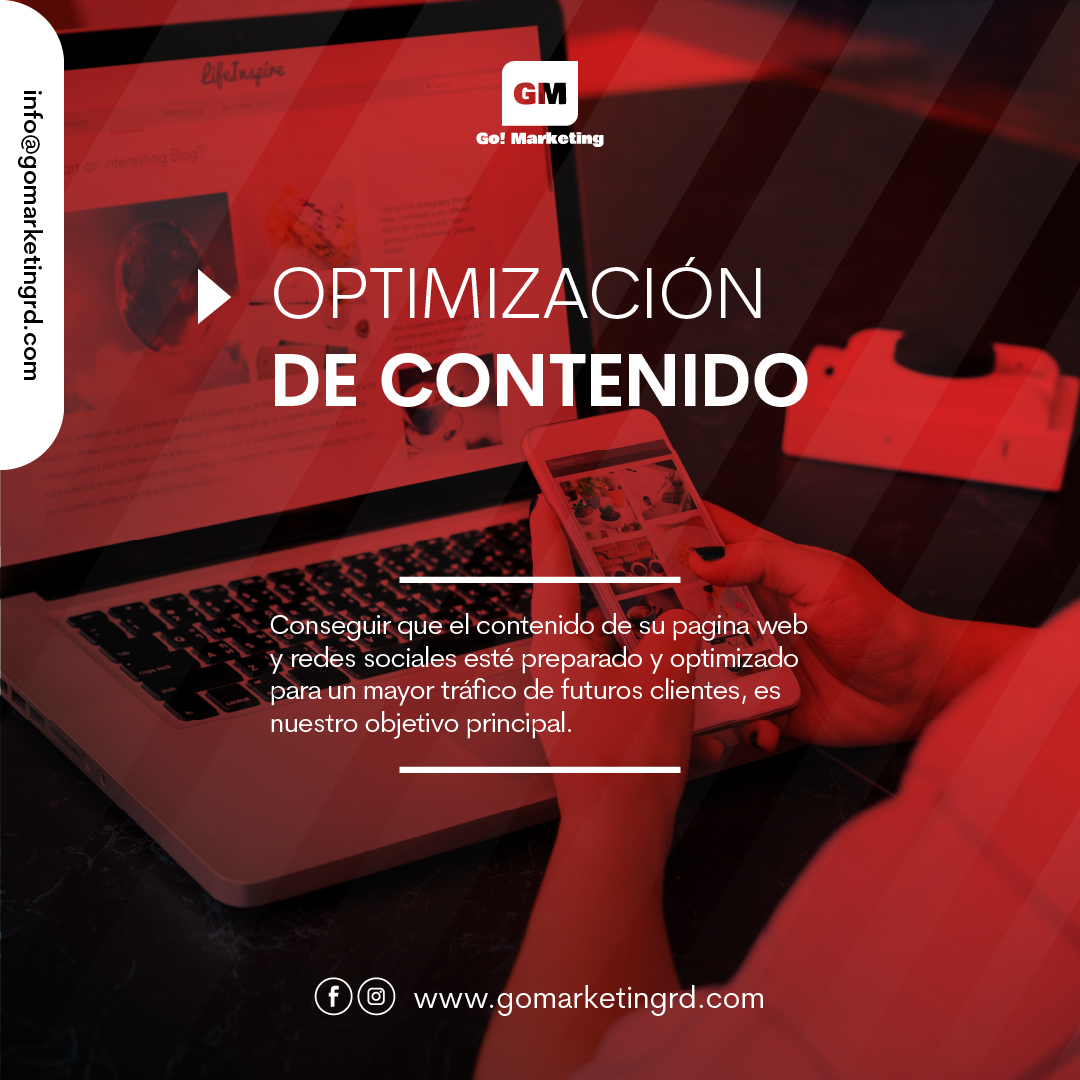 info@gomarketingrd.com
GM
Go! Marketing
lifeInspire
OPTIMIZACIÓN
DE CONTENIDO
Conseguir que el contenido de su pagina web
y redes sociales esté preparado y optimizado
para un mayor tráfico de futuros clientes, es
nuestro objetivo principal.
www.gomarketingrd.com